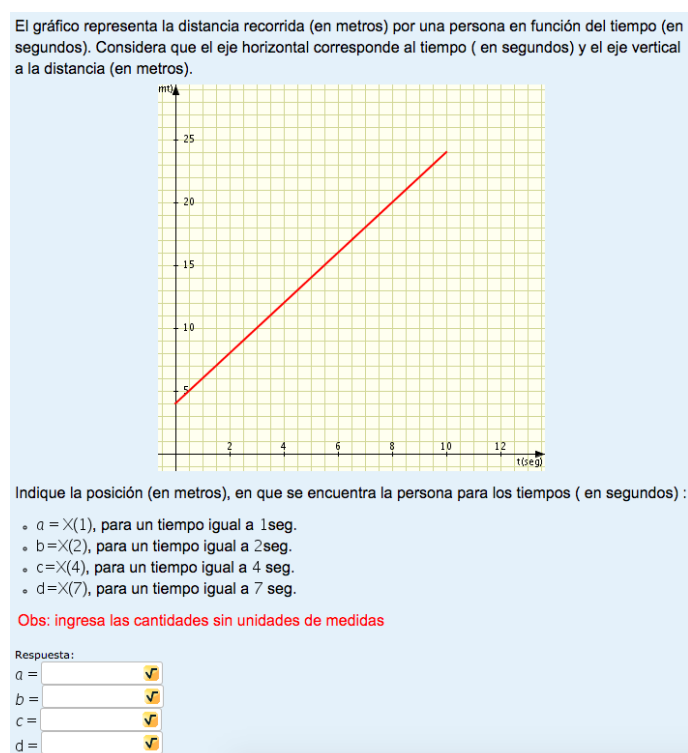 El gráfico representa la distancia recorrida (en metros) por una persona en función del tiempo (en
segundos). Considera que el eje horizontal corresponde al tiempo ( en segundos) y el eje vertical
a la distancia (en metros).
mt)
25
20
15
10
5
2 4 6 8 10 12
t(seg)
Indique la posición (en metros), en que se encuentra la persona para los tiempos ( en segundos) :
• a = X(1), para un tiempo igual a 1seg.
• b=X(2), para un tiempo igual a 2seg.
• c=X(4), para un tiempo igual a 4 seg.
• d=X(7), para un tiempo igual a 7 seg.
Obs: ingresa las cantidades sin unidades de medidas
Respuesta:
a =
b =
c =
d =